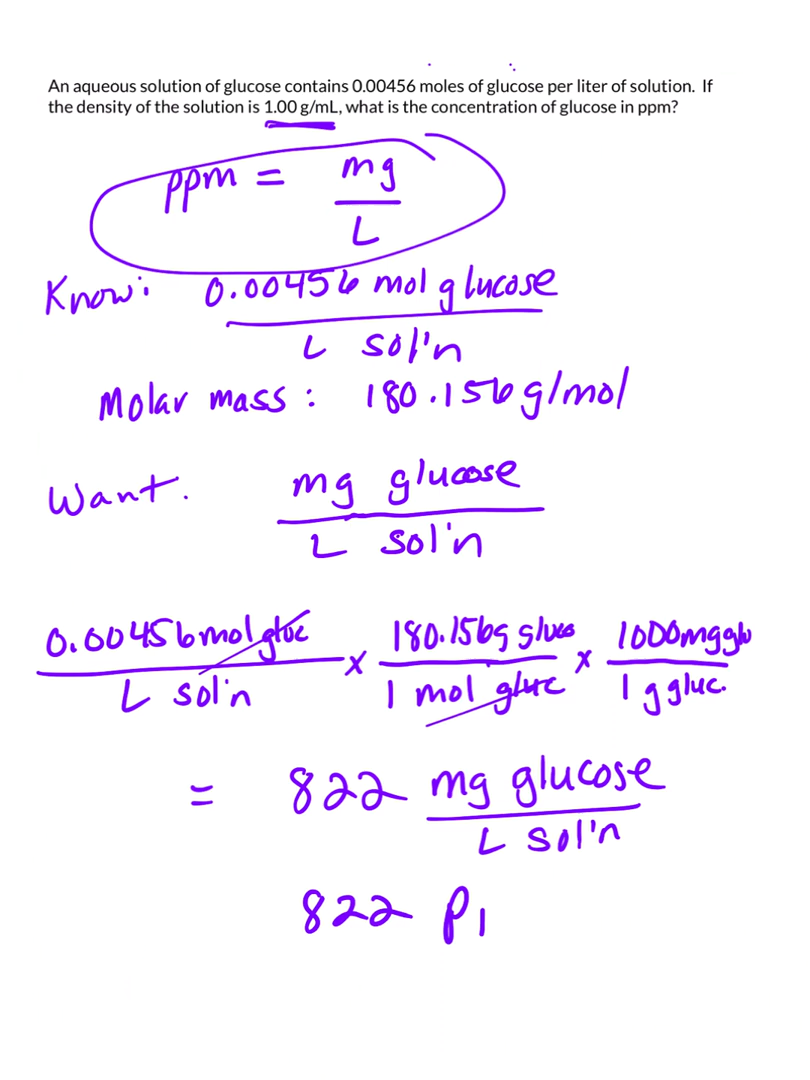 An aqueous solution of glucose contains 0.00456 moles of glucose per liter of solution. If
the density of the solution is 1.00 g/mL, what is the concentration of glucose in ppm?
ppm = mg
L
Know: 0.00456 mol glucose
L sol'n
Molar mass: 180.156 g/mol
Want. mg glucose
L sol'n
0.00456 mol gluc x 180.156g gluco x 1000 mg glu
L sol'n 1 mol gluc 1 g gluc.
= 822 mg glucose
L sol'n
822 p